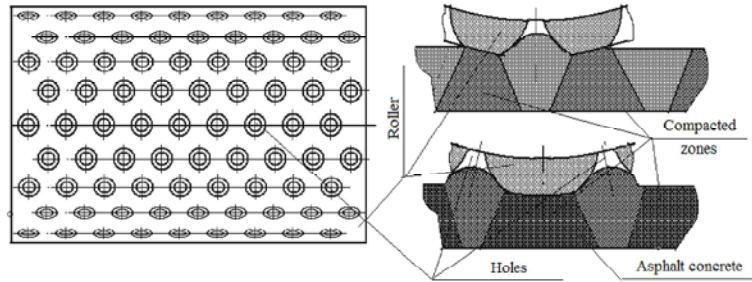 Roller
Compacted
zones
Holes
Asphalt concrete